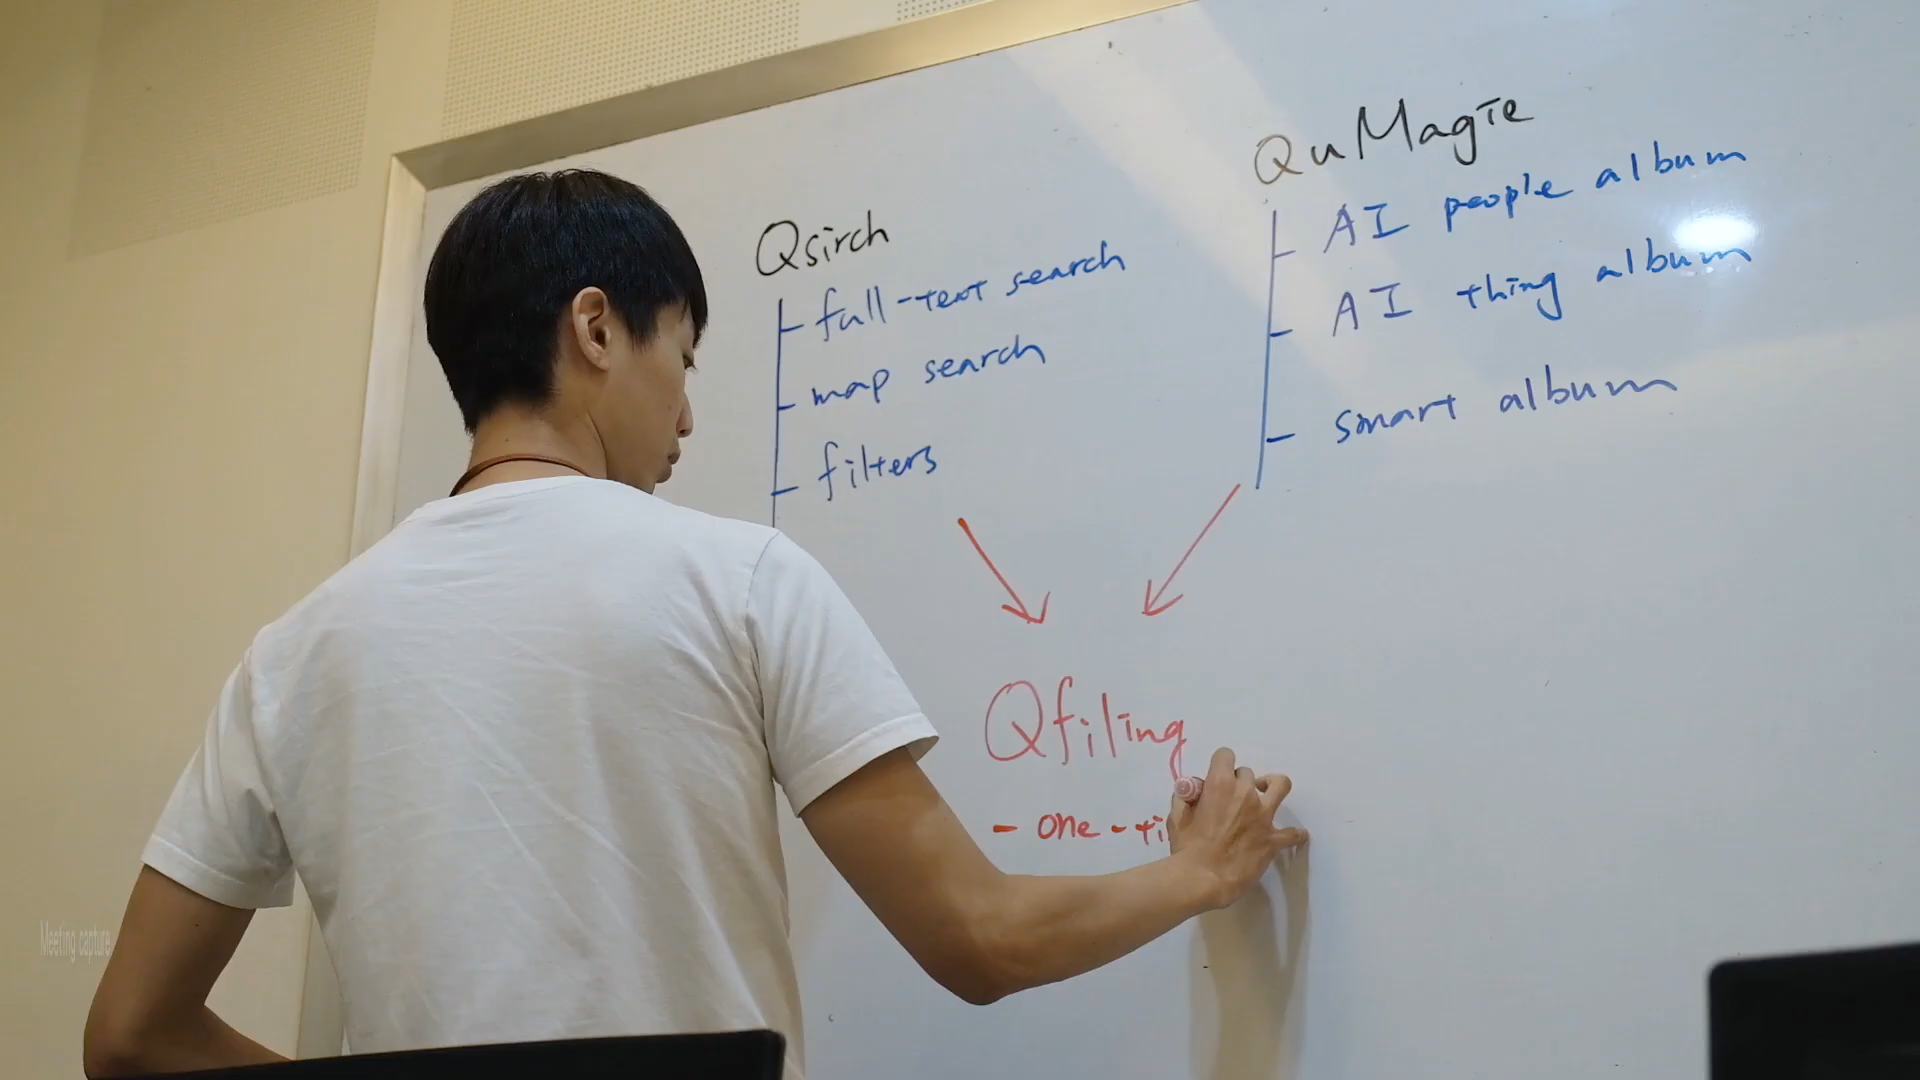 Qsirch
full-text search
map search
filters
QuMagie
AI people album
AI thing album
smart album
Qfiling
- one-ti
Meeting capture